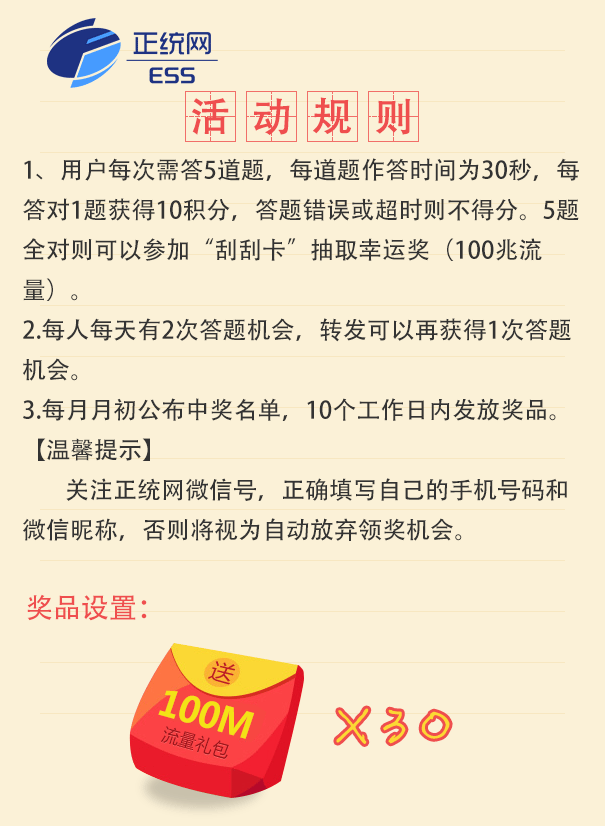 正统网
ESS
活动规则
1、用户每次需答5道题，每道题作答时间为30秒，每
答对1题获得10积分，答题错误或超时则不得分。5题
全对则可以参加“刮刮卡”抽取幸运奖（100兆流
量）。
2.每人每天有2次答题机会，转发可以再获得1次答题
机会。
3.每月月初公布中奖名单，10个工作日内发放奖品。
【温馨提示】
关注正统网微信号，正确填写自己的手机号码和
微信昵称，否则将视为自动放弃领奖机会。
奖品设置：
送
100M
流量礼包
X30